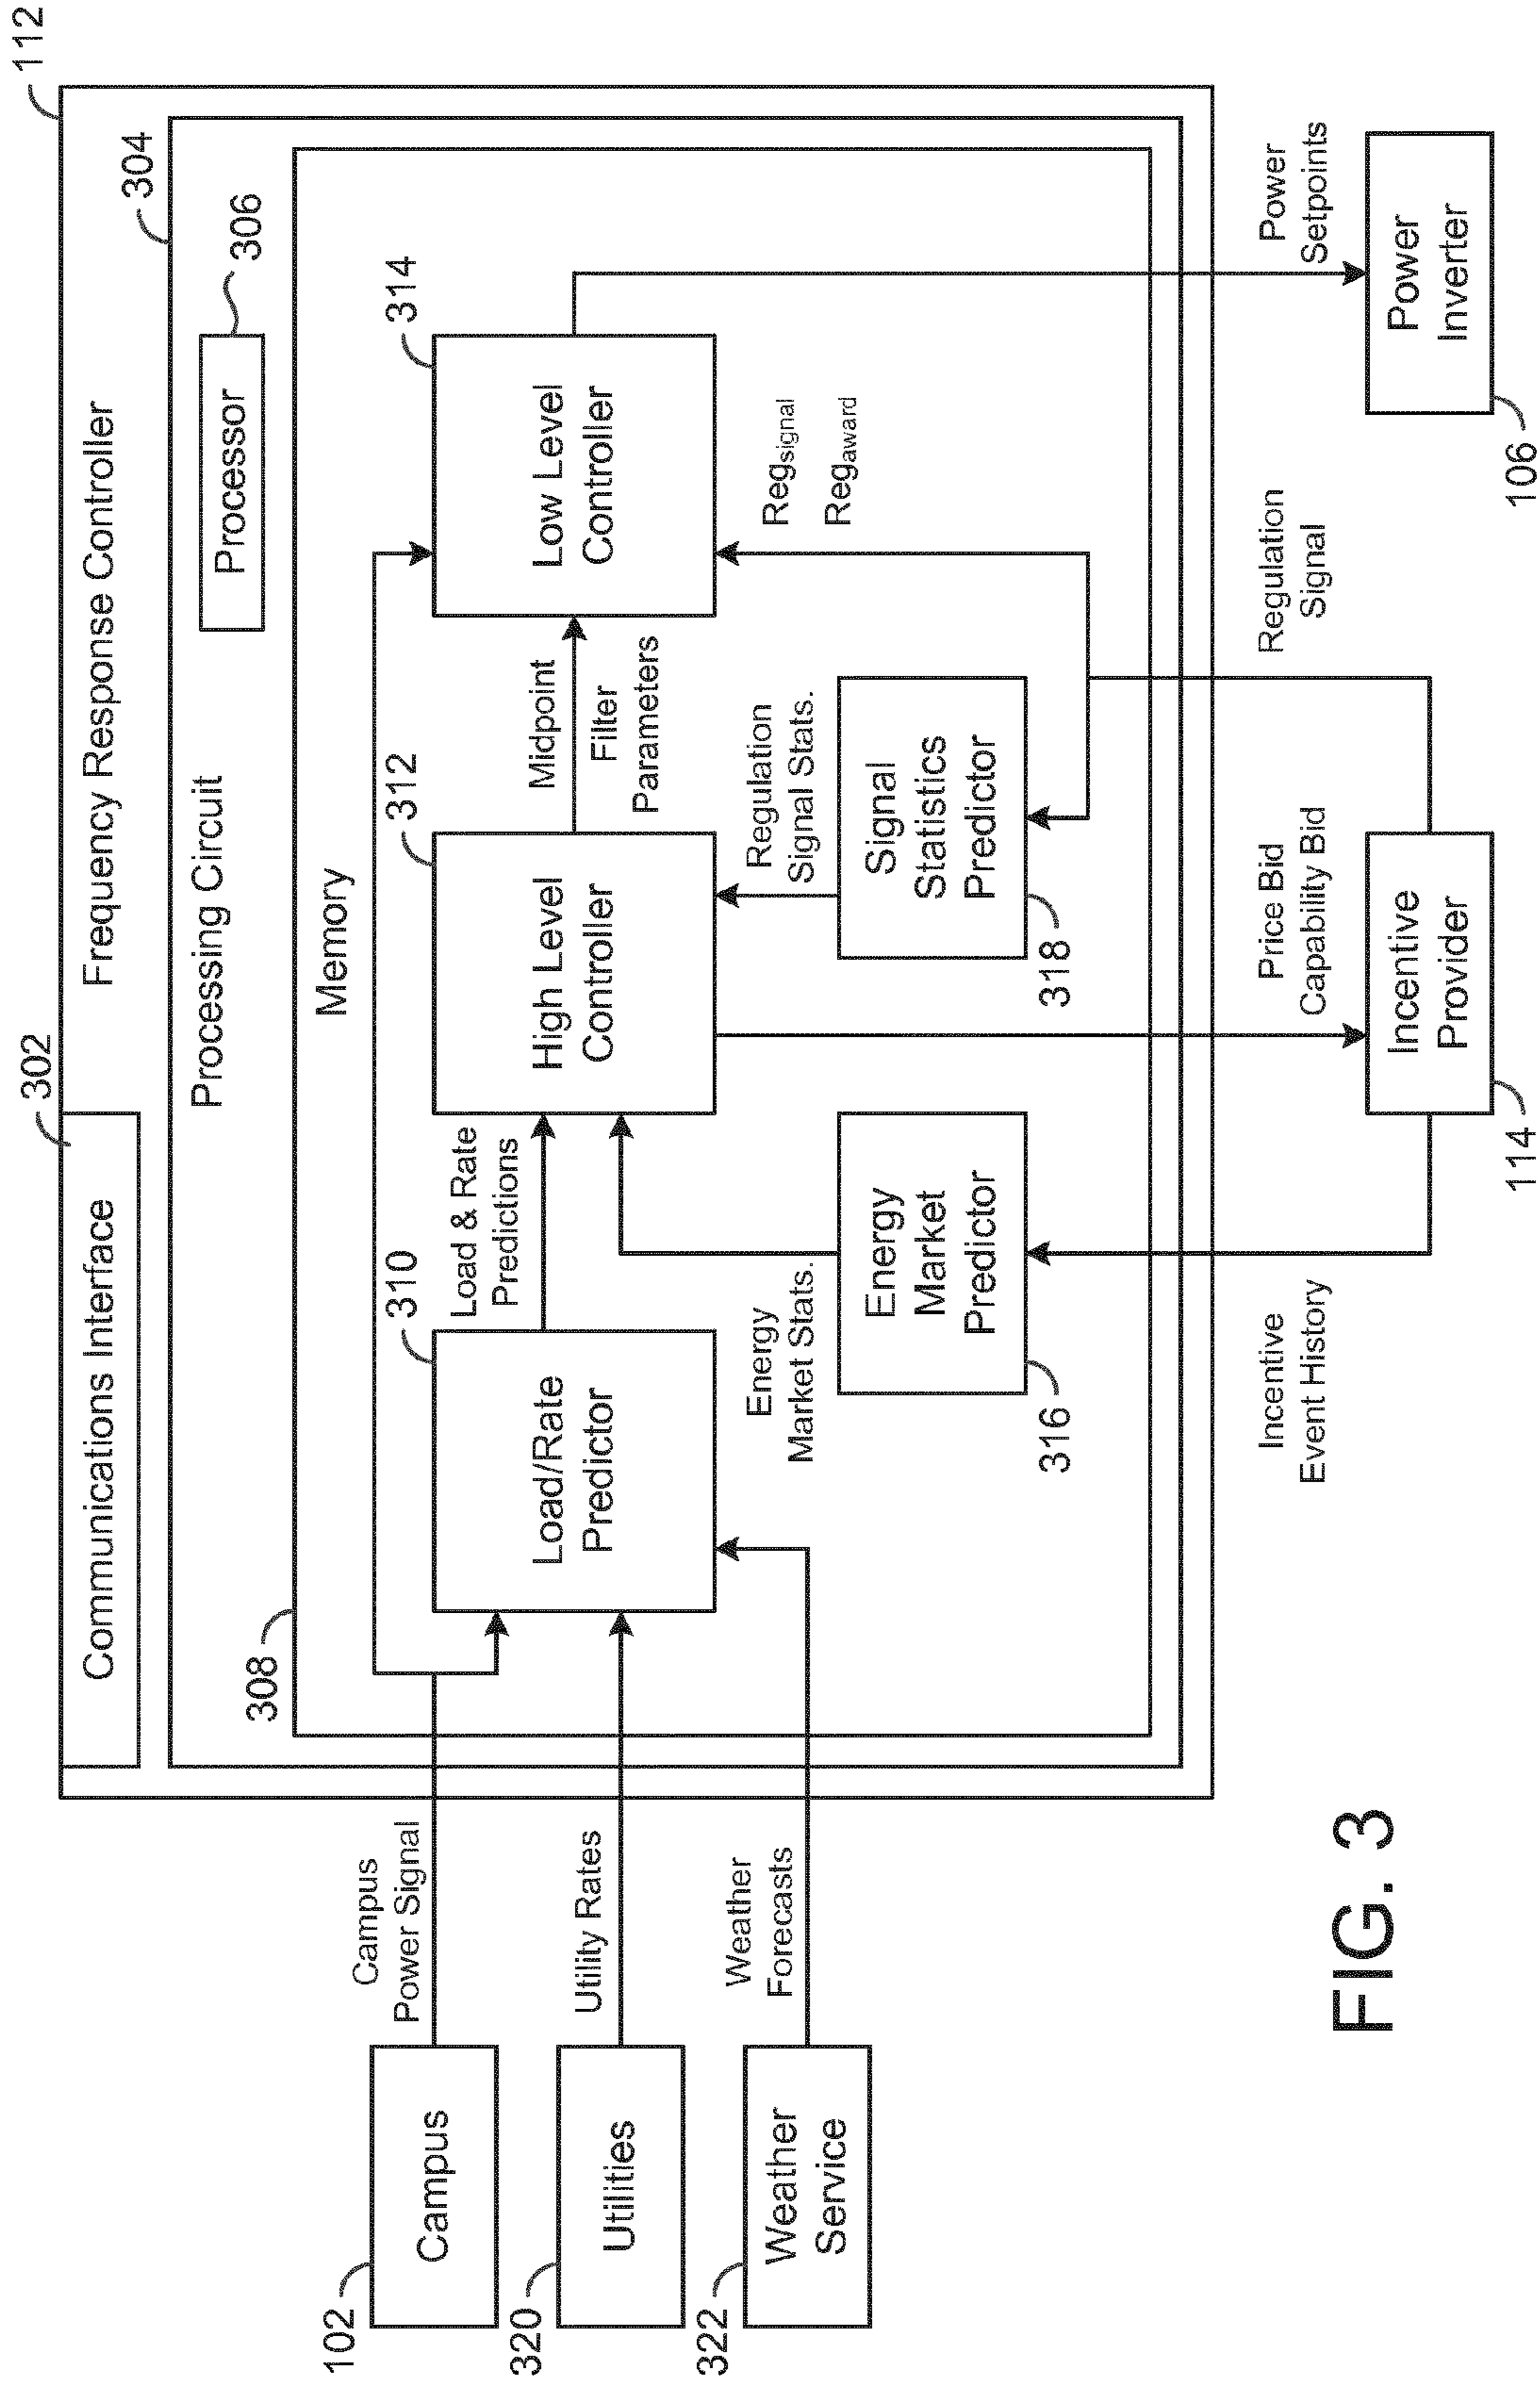 112
Frequency Response Controller
302
Communications Interface
304
Processing Circuit
306
Processor
308
Memory
310
Load/Rate
Predictor
Load & Rate
Predictions
312
High Level
Controller
Midpoint
Filter
Parameters
314
Low Level
Controller
Regsignal
Regaward
Energy
Market Stats.
Energy
Market
Predictor
316
Regulation
Signal Stats.
Signal
Statistics
Predictor
318
Campus
Power Signal
102
Campus
Utility Rates
320
Utilities
Weather
Forecasts
322
Weather
Service
Incentive
Event History
Price Bid
Capability Bid
Incentive
Provider
114
Regulation
Signal
Power
Setpoints
Power
Inverter
106
FIG. 3